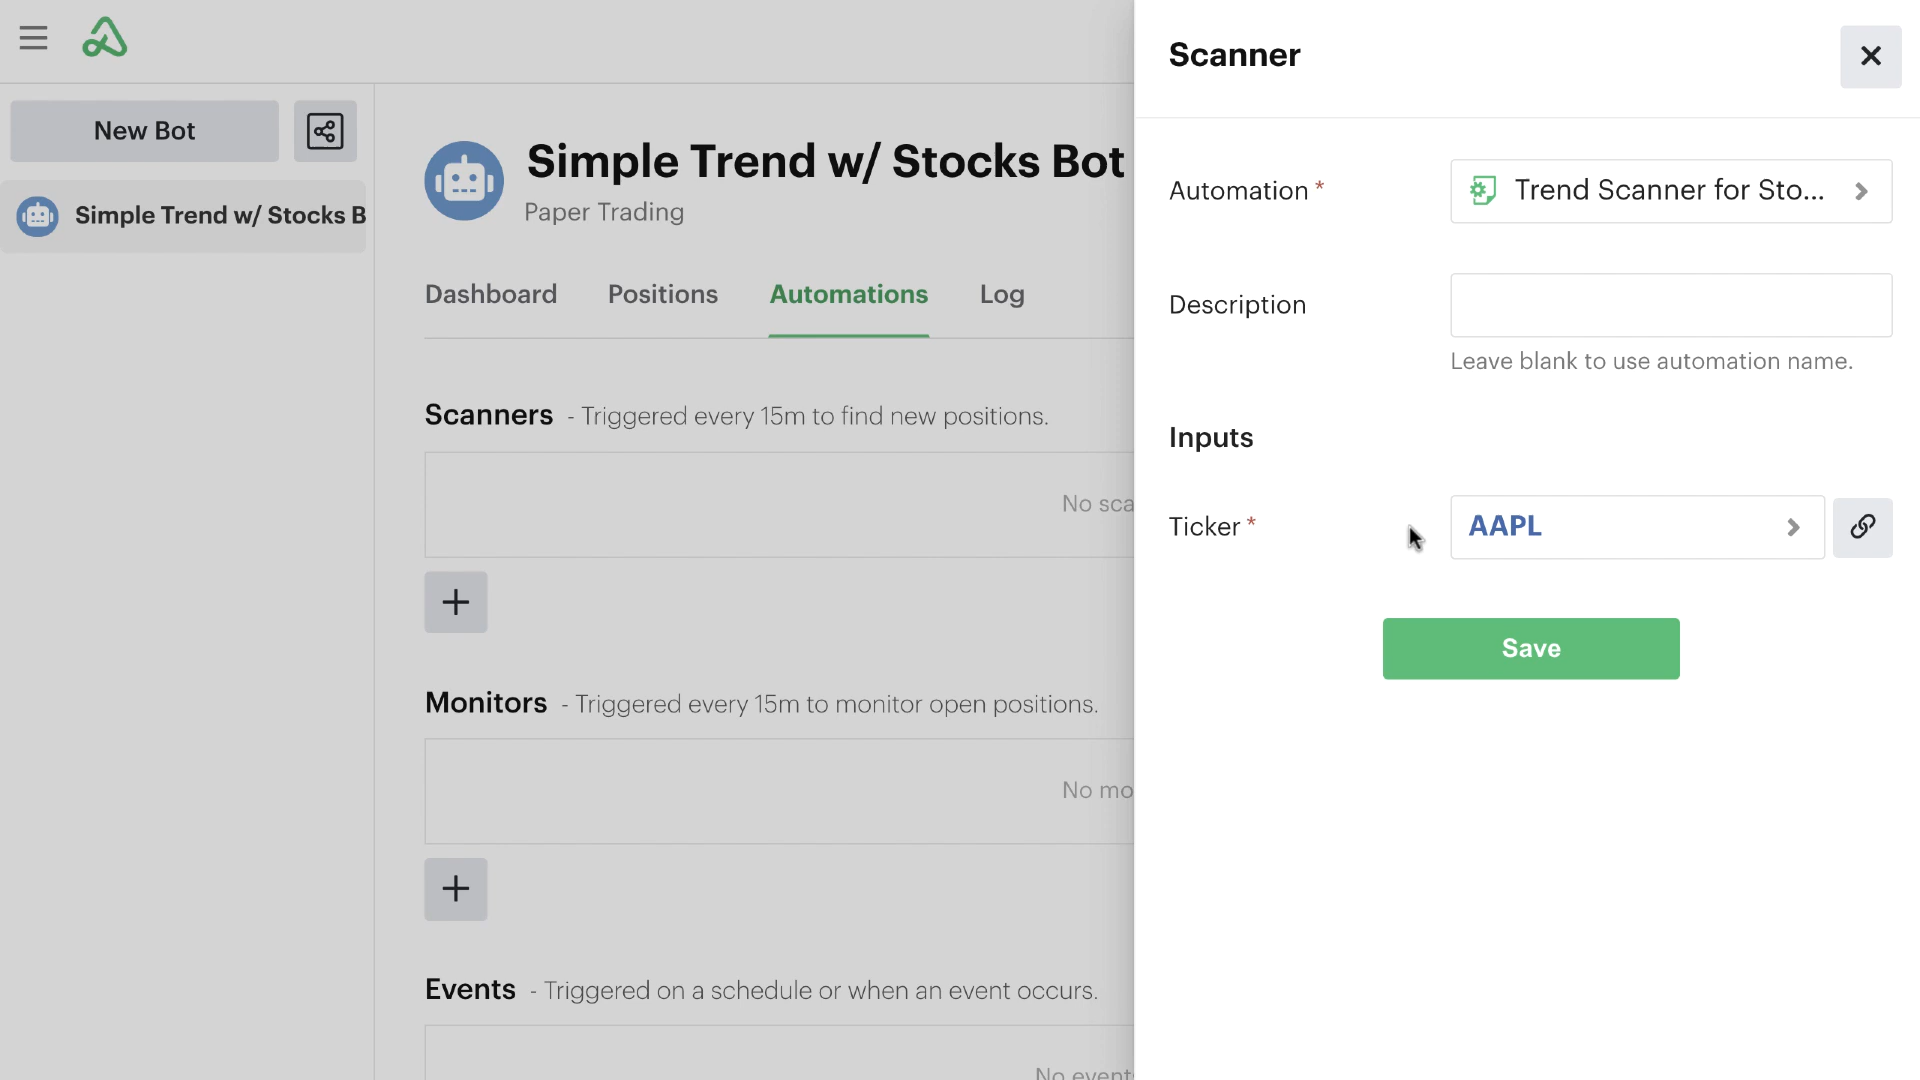 Scanner
New Bot
Simple Trend w/ Stocks B
Simple Trend w/ Stocks Bot
Paper Trading
Dashboard
Positions
Automations
Log
Scanners - Triggered every 15m to find new positions.
No sca
Monitors - Triggered every 15m to monitor open positions.
No mo
Events - Triggered on a schedule or when an event occurs.
No event
Automation * Trend Scanner for Sto...
Description
Leave blank to use automation name.
Inputs
Ticker * AAPL
Save